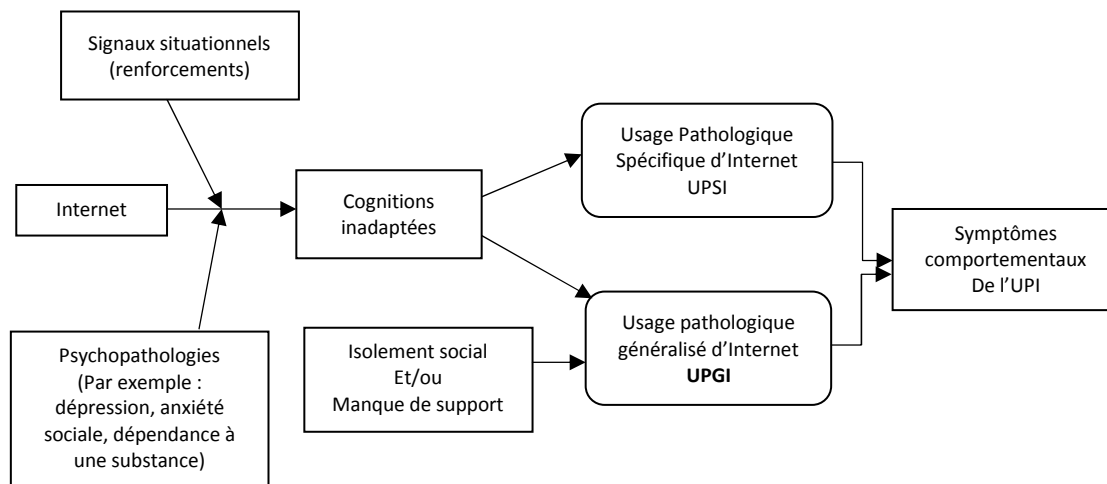 Signaux situationnels
(renforcements)
Usage Pathologique
Spécifique d’Internet
UPSI
Internet
Cognitions
inadaptées
Symptômes
comportementaux
De l’UPI
Psychopathologies
(Par exemple :
dépression, anxiété
sociale, dépendance à
une substance)
Isolement social
Et/ou
Manque de support
Usage pathologique
généralisé d’Internet
UPGI